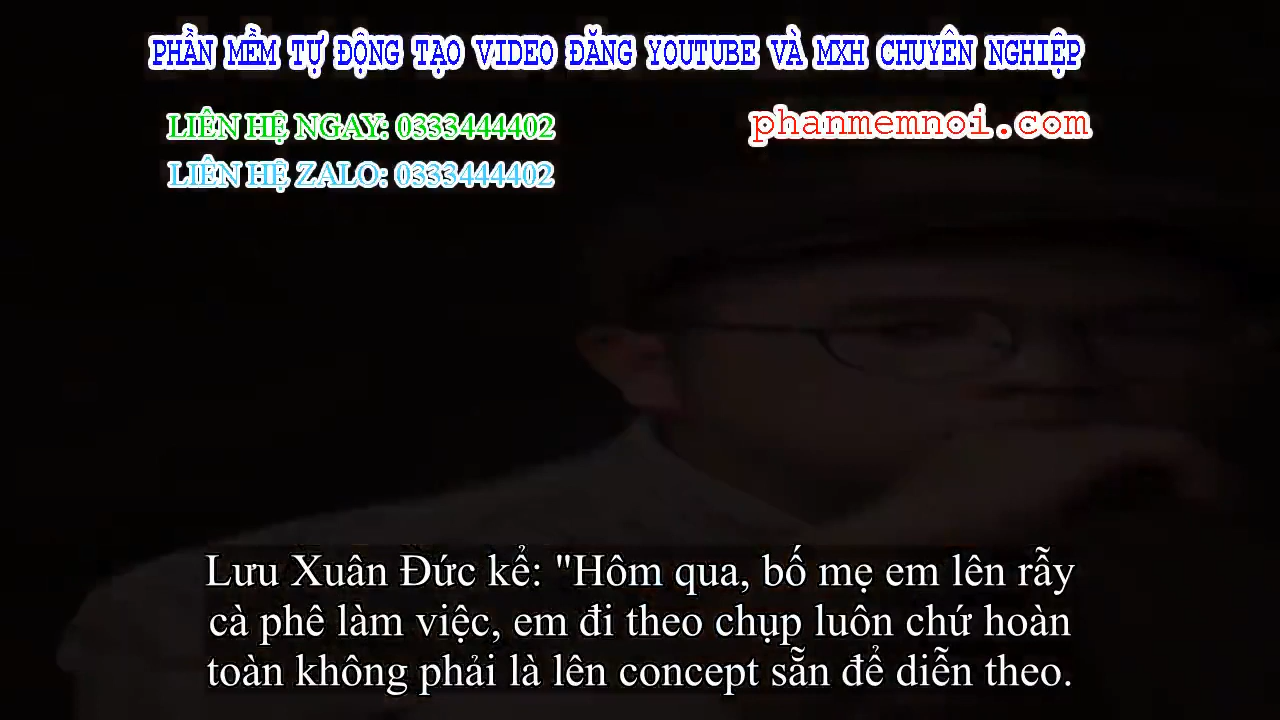 PHẦN MỀM TỰ ĐỘNG TẠO VIDEO ĐĂNG YOUTUBE VÀ MXH CHUYÊN NGHIỆP
LIÊN HỆ NGAY: 0333444402
phanmemnoi.com
LIÊN HỆ ZALO: 0333444402
Lưu Xuân Đức kể: "Hôm qua, bố mẹ em lên rẫy
cà phê làm việc, em đi theo chụp luôn chứ hoàn
toàn không phải là lên concept sẵn để diễn theo.